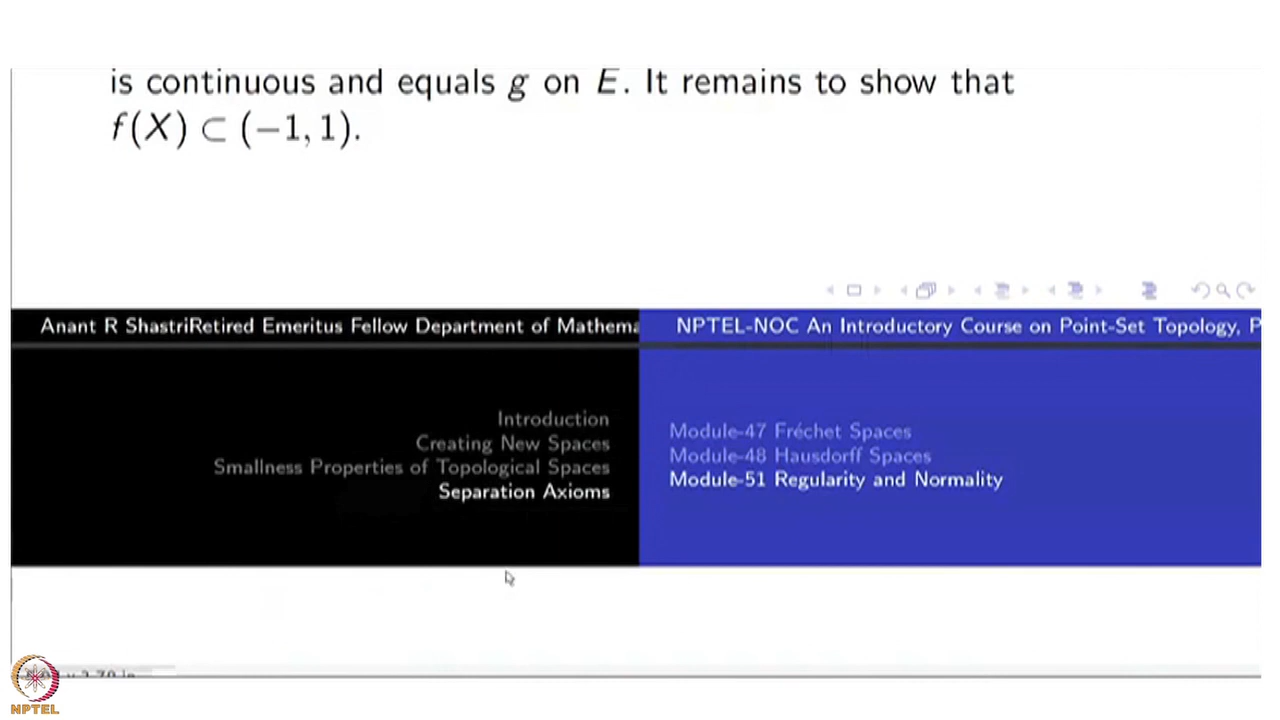 is continuous and equals g on E. It remains to show that
f(X) ⊂ (−1, 1).
Anant R ShastriRetired Emeritus Fellow Department of Mathema
NPTEL-NOC An Introductory Course on Point-Set Topology, P
Introduction
Creating New Spaces
Smallness Properties of Topological Spaces
Separation Axioms
Module-47 Fréchet Spaces
Module-48 Hausdorff Spaces
Module-51 Regularity and Normality
NPTEL